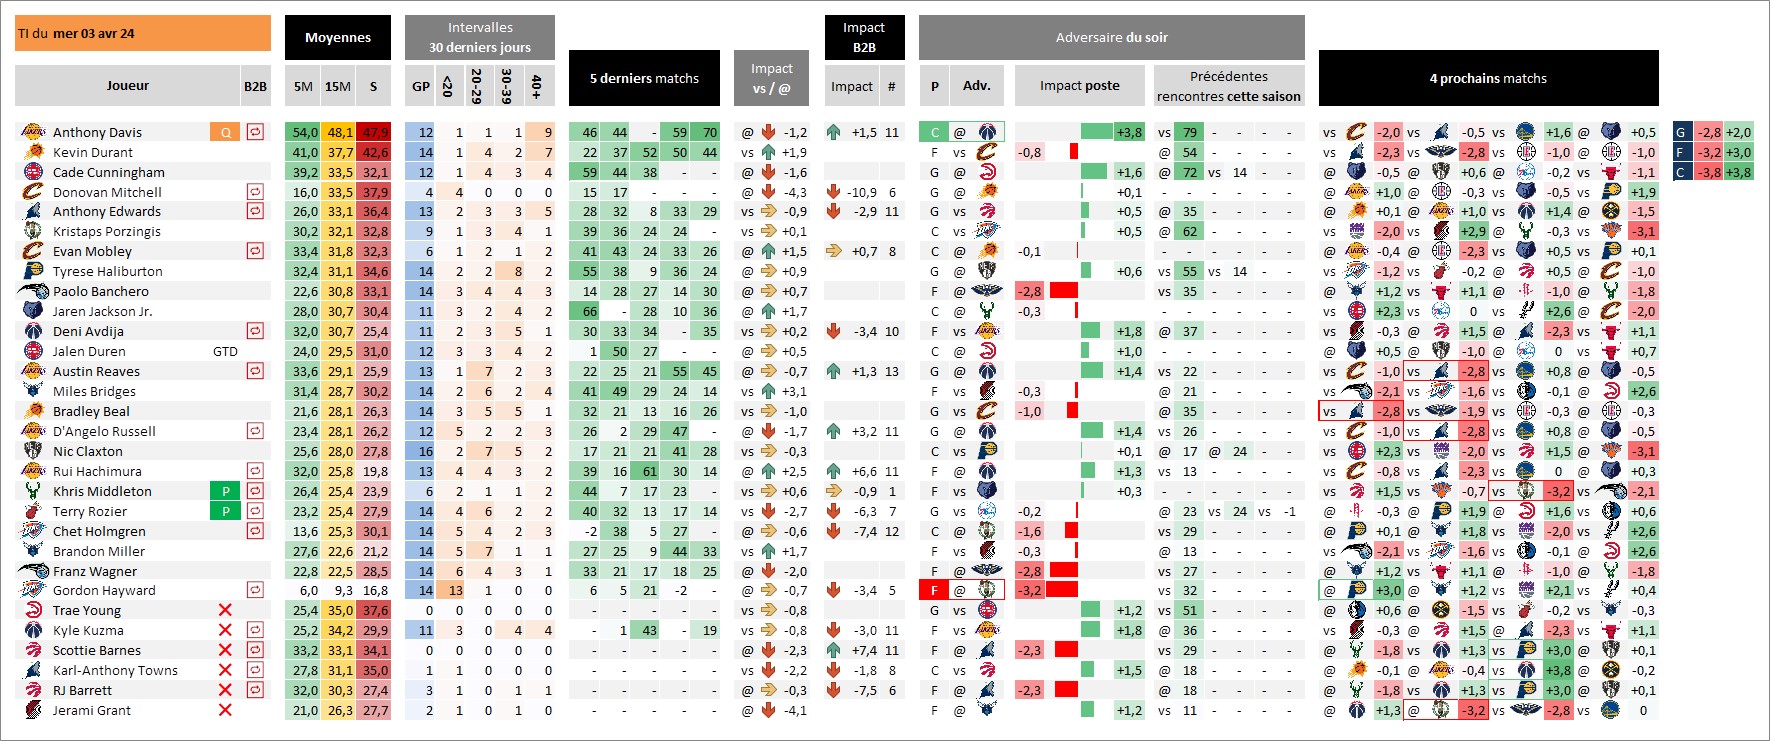 TI du mer 03 avr 24
Moyennes
Intervalles
30 derniers jours
5 derniers matchs
Impact
vs / @
Impact
B2B
Adversaire du soir
4 prochains matchs
Joueur B2B 5M 15M S GP <20 20-29 30-39 40+ Impact # P Adv. Impact poste Précédentes
rencontres cette saison
Anthony Davis Q 54,0 48,1 47,9 12 1 1 1 9 46 44 - 59 70 @ -1,2 +1,5 11 C @ +3,8 vs 79 - - - - vs -2,0 vs -0,5 vs +1,6 @ +0,5 G -2,8 +2,0
Kevin Durant 41,0 37,7 42,6 14 1 4 2 7 22 37 52 50 44 vs +1,9 F vs -0,8 @ 54 - - - - vs -2,3 vs -2,8 vs -1,0 @ -1,0 F -3,2 +3,0
Cade Cunningham 39,2 33,5 32,1 12 1 4 3 4 59 44 38 - - @ -1,6 G @ +1,6 @ 72 vs 14 - - @ -0,5 @ +0,6 @ -0,2 vs -1,1 C -3,8 +3,8
Donovan Mitchell 16,0 33,5 37,9 4 4 0 0 0 15 17 - - - @ -4,3 -10,9 6 G @ +0,1 - - - - - @ +1,0 @ -0,3 vs -0,5 vs +1,9
Anthony Edwards 26,0 33,1 36,4 13 2 3 3 5 28 32 8 33 29 vs -0,9 -2,9 11 G vs +0,5 @ 35 - - - - @ +0,1 @ +1,0 vs +1,4 @ -1,5
Kristaps Porzingis 30,2 32,1 32,8 9 1 3 4 1 39 36 24 24 - vs +0,1 C vs +0,5 @ 62 - - - - vs -2,0 vs +2,9 @ -0,3 vs -3,1
Evan Mobley 33,4 31,8 32,3 6 1 2 1 2 41 43 24 33 26 @ +1,5 +0,7 8 C @ -0,1 - - - - - @ -0,4 @ -2,3 vs +0,5 vs +0,1
Tyrese Haliburton 32,4 31,1 34,6 14 2 2 8 2 55 38 9 36 24 @ +0,9 G @ +0,6 vs 55 vs 14 - - vs -1,2 vs -0,2 @ +0,5 @ -1,0
Paolo Banchero 22,6 30,8 33,1 14 3 4 4 3 14 28 27 14 30 @ +0,7 F @ -2,8 vs 35 - - - - @ +1,2 vs +1,1 @ -1,0 @ -1,8
Jaren Jackson Jr. 28,0 30,7 30,4 11 3 2 4 2 66 - 28 10 36 @ +1,7 C @ -0,3 - - - - - vs +2,3 vs 0 vs +2,6 @ -2,0
Deni Avdija 32,0 30,7 25,4 11 2 3 5 1 30 33 34 - 35 vs +0,2 -3,4 10 F vs +1,8 @ 37 - - - - vs -0,3 @ +1,5 @ -2,3 vs +1,1
Jalen Duren GTD 24,0 29,5 31,0 12 3 3 4 2 1 50 27 - - @ +0,5 C @ +1,0 - - - - - @ +0,5 @ -1,0 @ 0 vs +0,7
Austin Reaves 33,6 29,1 25,9 13 1 7 2 3 22 25 21 55 45 @ -0,7 +1,3 13 G @ +1,4 vs 22 - - - - vs -1,0 vs -2,8 vs +0,8 @ -0,5
Miles Bridges 31,4 28,7 30,2 14 2 6 2 4 41 49 29 24 14 vs +3,1 F vs -0,3 @ 21 - - - - vs -2,1 vs -1,6 vs -0,1 @ +2,6
Bradley Beal 21,6 28,1 26,3 14 3 5 5 1 32 21 13 16 26 vs -1,0 G vs -1,0 @ 35 - - - - vs -2,8 vs -1,9 vs -0,3 @ -0,3
D'Angelo Russell 23,4 28,1 26,2 12 5 2 2 3 26 2 29 47 - @ -1,7 +3,2 11 G @ +1,4 vs 26 - - - - vs -1,0 vs -2,8 vs +0,8 @ -0,5
Nic Claxton 25,6 28,0 27,8 16 2 7 5 2 17 21 21 41 28 vs -0,3 C vs -0,1 @ 17 @ 24 - - vs +2,3 vs -2,0 vs +1,5 @ -3,1
Rui Hachimura 32,0 25,8 19,8 13 4 4 3 2 39 16 61 30 14 @ +2,5 +6,6 11 F @ +1,3 vs 13 - - - - vs -0,8 vs -2,3 vs 0 @ +0,3
Khris Middleton P 26,4 25,4 23,9 6 2 1 1 2 44 7 17 23 - vs +0,6 -0,9 1 F vs +0,3 - - - - - vs +1,5 vs -0,7 vs -3,2 vs -2,1
Terry Rozier P 23,2 25,4 27,9 14 4 6 2 2 40 32 13 17 14 vs -2,7 -6,3 7 G vs -0,2 @ 23 vs 24 vs -1 @ -0,3 @ +1,9 @ +1,6 @ +0,6
Chet Holmgren 13,6 25,3 30,1 14 5 4 2 3 -2 38 5 27 - @ -0,6 -7,4 12 C @ -1,6 vs 29 - - - - @ +0,1 @ +1,8 vs -2,0 vs +2,6
Brandon Miller 27,6 22,6 21,2 14 5 7 1 1 27 25 9 44 33 vs +1,7 F vs -0,3 @ 13 - - - - vs -2,1 vs -1,6 vs -0,1 @ +2,6
Franz Wagner 22,8 22,5 28,5 14 6 4 3 1 33 21 17 18 25 @ -2,0 F @ -2,8 vs 27 - - - - @ +1,2 vs +1,1 @ -1,0 @ -1,8
Gordon Hayward 6,0 9,3 16,8 14 13 1 0 0 6 5 21 -2 - @ -0,7 -3,4 5 F @ -3,2 vs 32 - - - - @ +3,0 @ +1,2 vs +2,1 vs +0,4
Trae Young 25,4 35,0 37,6 0 0 0 0 0 - - - - - vs -0,8 G vs +1,2 vs 51 - - - - @ +0,6 @ -1,5 vs -0,2 vs -0,3
Kyle Kuzma 25,2 34,2 29,9 11 3 0 4 4 - 1 43 - 19 vs -0,8 -3,0 11 F vs +1,8 @ 36 - - - - vs -0,3 @ +1,5 @ -2,3 vs +1,1
Scottie Barnes 33,2 33,1 34,1 0 0 0 0 0 - - - - - @ -2,3 +7,4 11 F @ -2,3 vs 29 - - - - @ -1,8 vs +1,3 vs +3,0 @ +0,1
Karl-Anthony Towns 27,8 31,1 35,0 1 1 0 0 0 - - - - - vs -2,2 -1,8 8 C vs +1,5 @ 18 - - - - @ -0,1 @ -0,4 vs +3,8 @ -0,2
RJ Barrett 32,0 30,3 27,4 3 1 0 1 1 - - - - - @ -0,3 -7,5 6 F @ -2,3 @ 18 - - - - @ -1,8 vs +1,3 vs +3,0 @ +0,1
Jerami Grant 21,0 26,3 27,7 2 1 0 1 0 - - - - - @ -4,1 F @ +1,2 vs 11 - - - - @ +1,3 @ -3,2 vs -2,8 vs 0